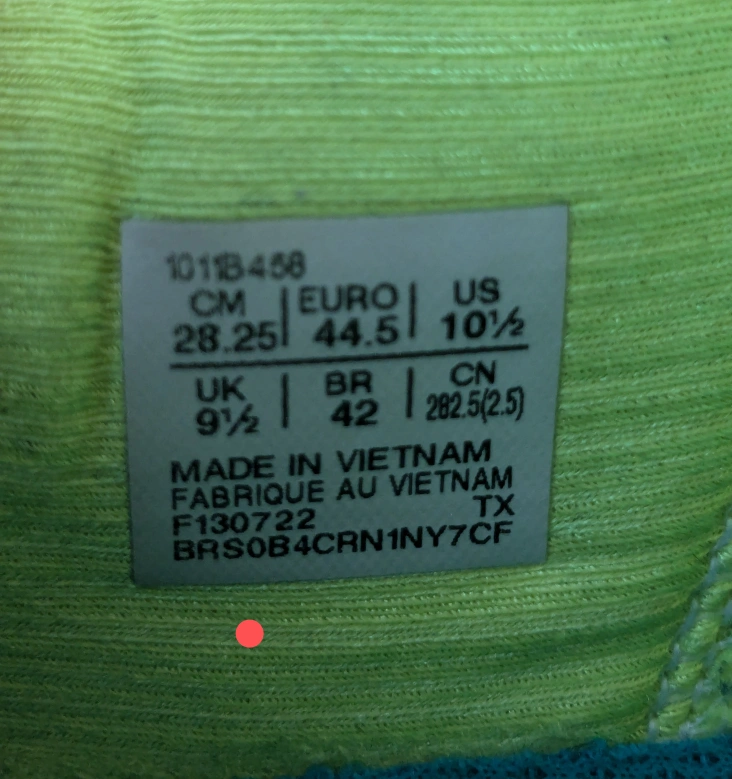 1011B458
CM | EURO | US
28.25 | 44.5 | 10½
UK | BR | CN
9½ | 42 | 282.5(2.5)
MADE IN VIETNAM
FABRIQUE AU VIETNAM
F130722 TX
BRS0B4CRN1NY7CF